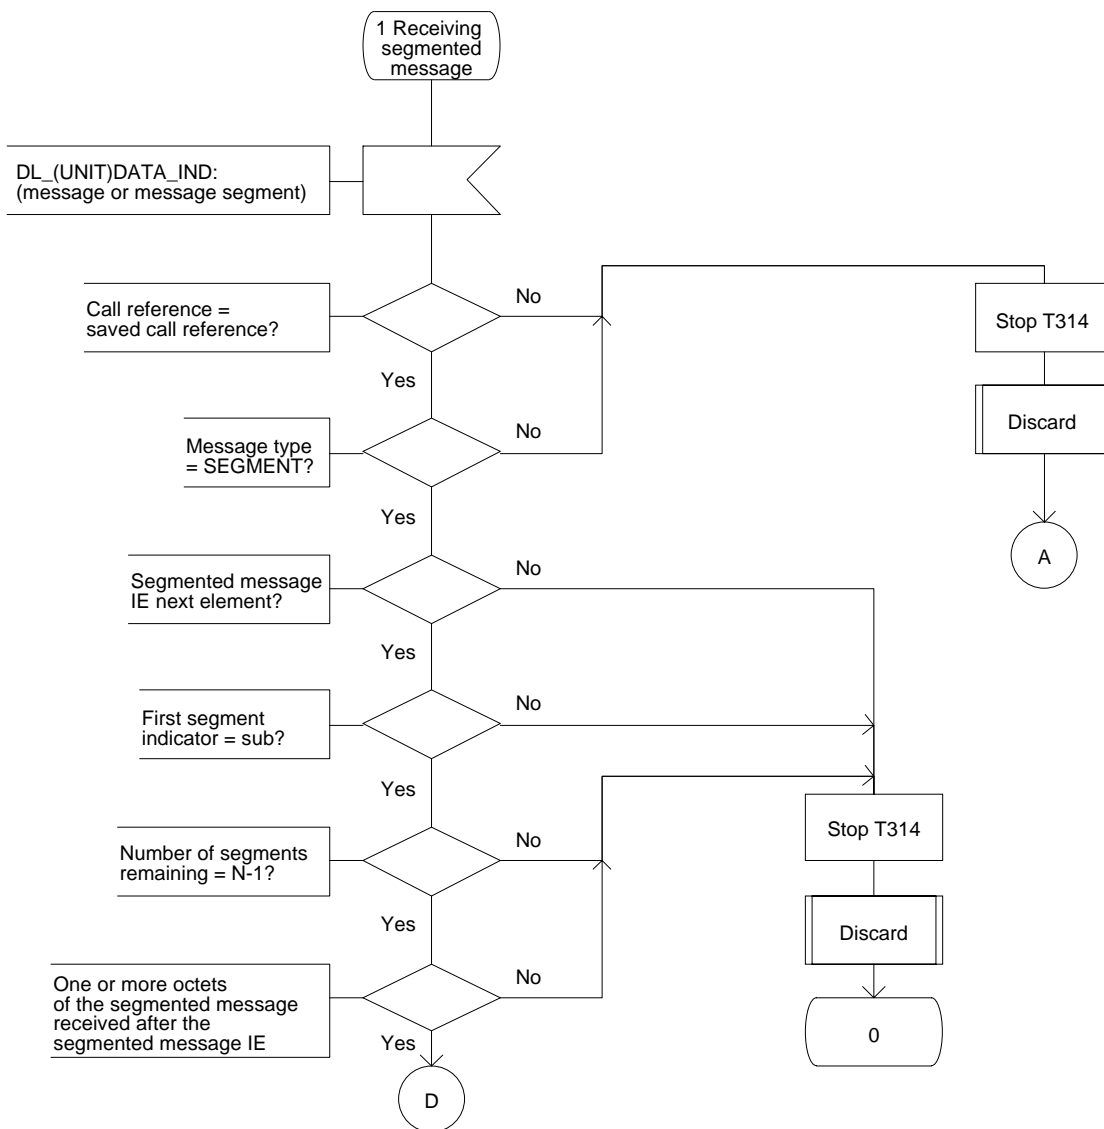 1 Receiving
segmented
message
DL_(UNIT)DATA_IND:
(message or message segment)
Call reference =
saved call reference?
No
Stop T314
Yes
Discard
Message type
= SEGMENT?
No
Yes
A
Segmented message
IE next element?
No
Yes
First segment
indicator = sub?
No
Yes
Stop T314
Number of segments
remaining = N-1?
No
Yes
Discard
One or more octets
of the segmented message
received after the
segmented message IE
No
Yes
0
D